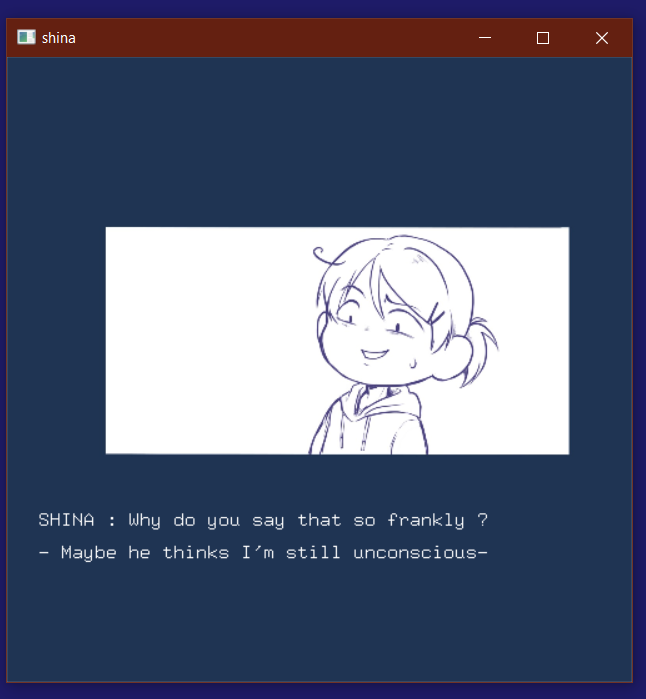 shina
SHINA : Why do you say that so frankly ?
- Maybe he thinks I'm still unconscious-